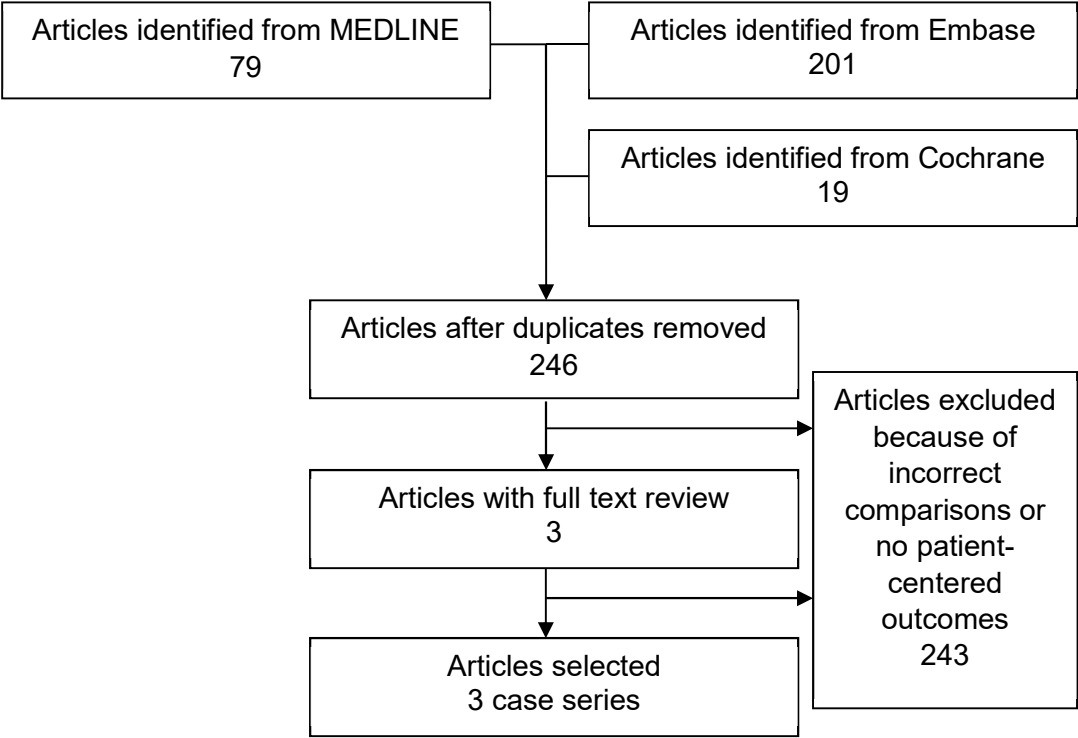 Articles identified from MEDLINE
79
Articles identified from Embase
201
Articles identified from Cochrane
19
Articles after duplicates removed
246
Articles excluded
because of
incorrect
comparisons or
no patient-
centered
outcomes
243
Articles with full text review
3
Articles selected
3 case series